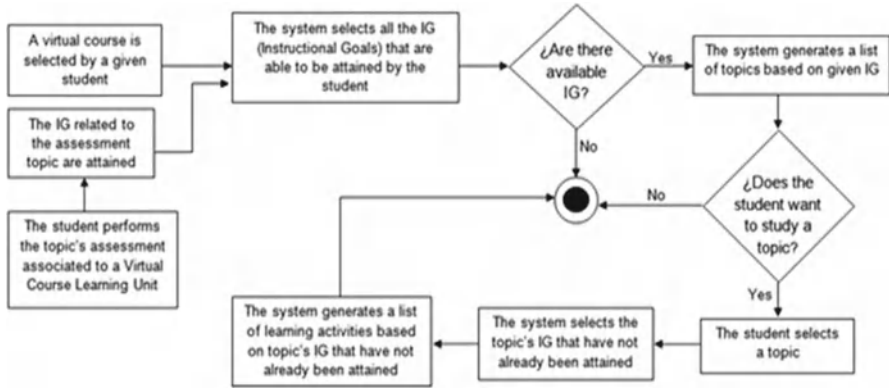 A virtual course is
selected by a given
student
The system selects all the IG
(Instructional Goals) that are
able to be attained by the
student
¿Are there
available
IG?
Yes
The system generates a list
of topics based on given IG
The IG related to
the assessment
topic are attained
No
The student performs
the topic's assessment
associated to a Virtual
Course Learning Unit
¿Does the
student want
to study a
topic?
No
Yes
The system generates a list
of learning activities based
on topic's IG that have not
already been attained
The system selects the
topic's IG that have not
already been attained
The student selects
a topic